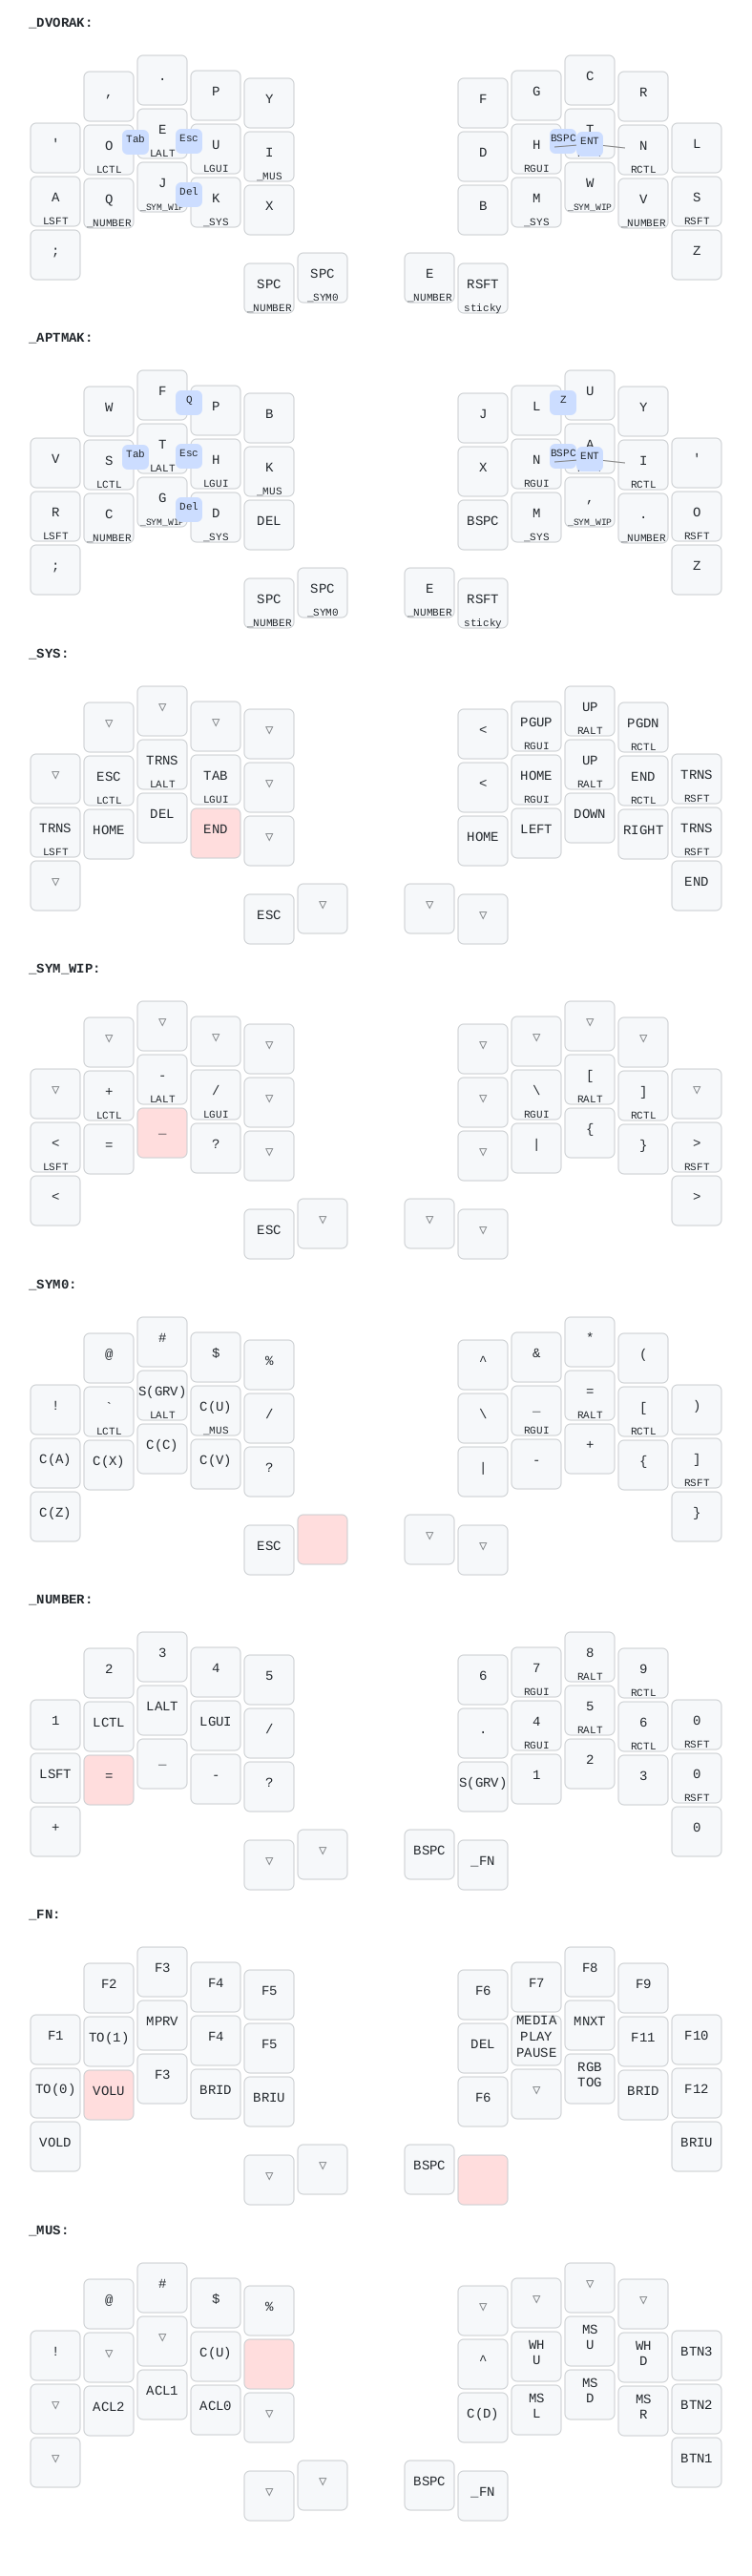 _DVORAK:
. C
, P G R
Y F
E T
' O Tab LALT Esc U H BSPC ENT N L
LCTL LGUI I D RGUI RCTL
_MUS
J W
A Q _SYM_WIP Del K M _SYM_WIP V S
LSFT _NUMBER _SYS X B _SYS _NUMBER RSFT
; Z
SPC SPC E RSFT
_NUMBER _SYM0 _NUMBER sticky
_APTMAK:
F U
W Q P L Z Y
B J
T A
V S Tab LALT Esc H N BSPC ENT I '
LCTL LGUI K X RGUI RCTL
_MUS
G ,
R C _SYM_WIP Del D M _SYM_WIP . O
LSFT _NUMBER _SYS DEL BSPC _SYS _NUMBER RSFT
; Z
SPC SPC E RSFT
_NUMBER _SYM0 _NUMBER sticky
_SYS:
▽ UP
▽ ▽ PGUP RALT PGDN
▽ < RGUI RCTL
TRNS UP
▽ ESC LALT TAB HOME RALT END TRNS
LCTL LGUI ▽ < RGUI RCTL RSFT
DEL DOWN
TRNS HOME END LEFT RIGHT TRNS
LSFT ▽ HOME RSFT
▽ END
ESC ▽ ▽ ▽
_SYM_WIP:
▽ ▽
▽ ▽ ▽ ▽
▽ ▽
- [
▽ + LALT / \ RALT ] ▽
LCTL LGUI ▽ ▽ RGUI RCTL
_ {
< = ? | } >
LSFT ▽ ▽ RSFT
< >
ESC ▽ ▽ ▽
_SYM0:
# *
@ $ & (
% ^
S(GRV) =
! ` LALT C(U) _ RALT [ )
LCTL _MUS / \ RGUI RCTL
C(C) +
C(A) C(X) C(V) - { ]
? | RSFT
C(Z) }
ESC ▽ ▽
_NUMBER:
3 8
2 4 7 RALT 9
5 6 RGUI RCTL
LALT 5
1 LCTL LGUI 4 RALT 6 0
/ . RGUI RCTL RSFT
_ 2
LSFT = - 1 3 0
? S(GRV) RSFT
+ 0
▽ ▽ BSPC _FN
_FN:
F3 F8
F2 F4 F7 F9
F5 F6
MPRV MNXT
F1 TO(1) F4 MEDIA PLAY PAUSE F11 F10
F5 DEL
F3 RGB TOG
TO(0) VOLU BRID ▽ BRID F12
BRIU F6
VOLD BRIU
▽ ▽ BSPC
_MUS:
# ▽
@ $ ▽ ▽
% ▽
▽ MS U
! ▽ C(U) WH U WH D BTN3
^
ACL1 MS D
▽ ACL2 ACL0 MS L MS R BTN2
▽ C(D)
▽ BTN1
▽ ▽ BSPC _FN